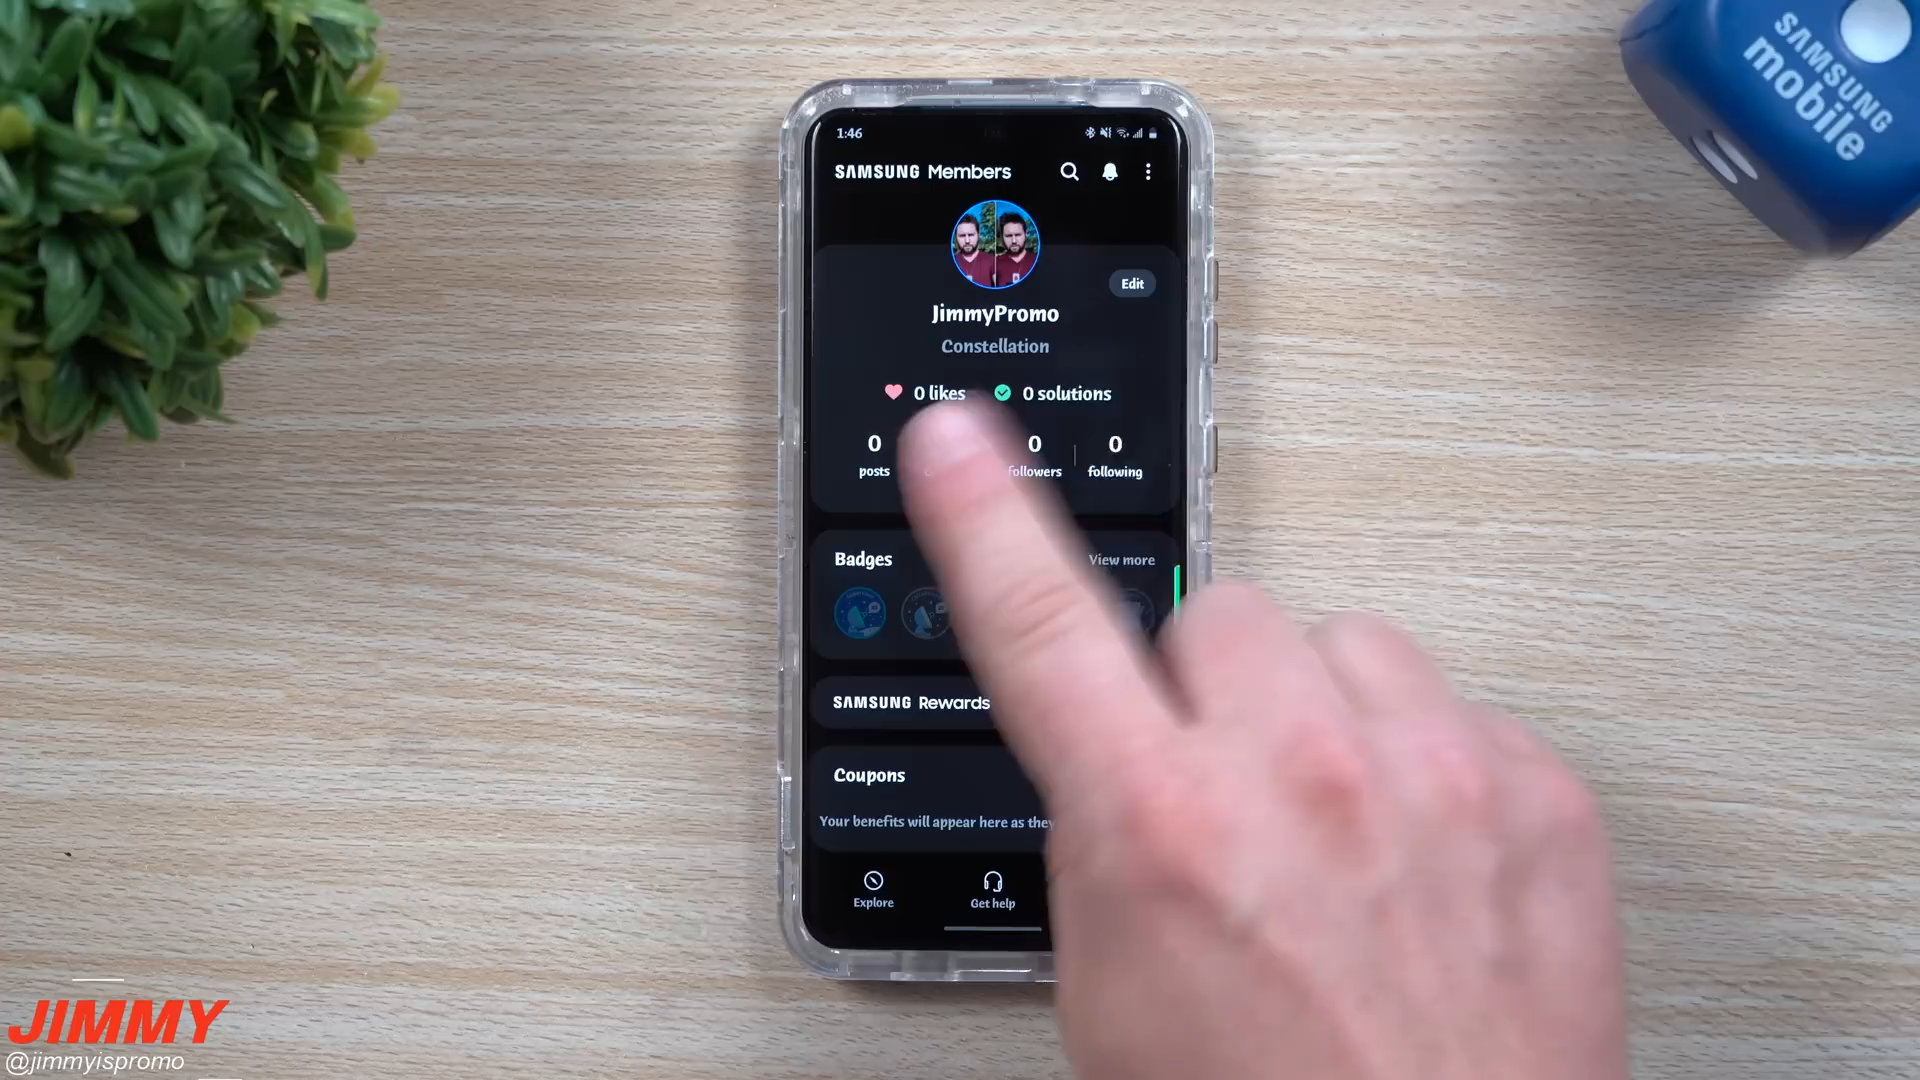 SAMSUNG
mobile
1:46
SAMSUNG Members
Edit
JimmyPromo
Constellation
0 likes 0 solutions
0 0 0
posts followers following
Badges View more
SAMSUNG Rewards
Coupons
Your benefits will appear here as they
Explore Get help
JIMMY
@jimmyispromo